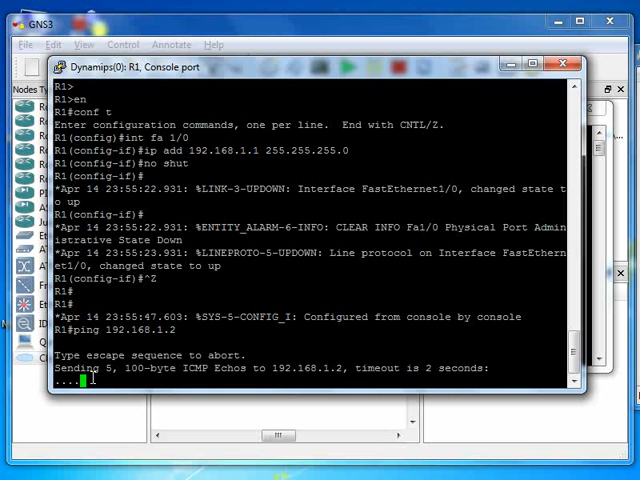 GNS3
File Edit View Control Annotate Help
Dynamips(0): R1, Console port
Nodes Types
R1>
R1>en
R1#conf t
Enter configuration commands, one per line.  End with CNTL/Z.
R1(config)#int fa 1/0
R1(config-if)#ip add 192.168.1.1 255.255.255.0
R1(config-if)#no shut
R1(config-if)#
*Apr 14 23:55:22.931: %LINK-3-UPDOWN: Interface FastEthernet1/0, changed state t
o up
R1(config-if)#
*Apr 14 23:55:22.931: %ENTITY_ALARM-6-INFO: CLEAR INFO Fa1/0 Physical Port Admin
istrative State Down
*Apr 14 23:55:23.931: %LINEPROTO-5-UPDOWN: Line protocol on Interface FastEthern
et1/0, changed state to up
R1(config-if)#^Z
R1#
R1#
*Apr 14 23:55:47.603: %SYS-5-CONFIG_I: Configured from console by console
R1#ping 192.168.1.2
Type escape sequence to abort.
Sending 5, 100-byte ICMP Echos to 192.168.1.2, timeout is 2 seconds:
....